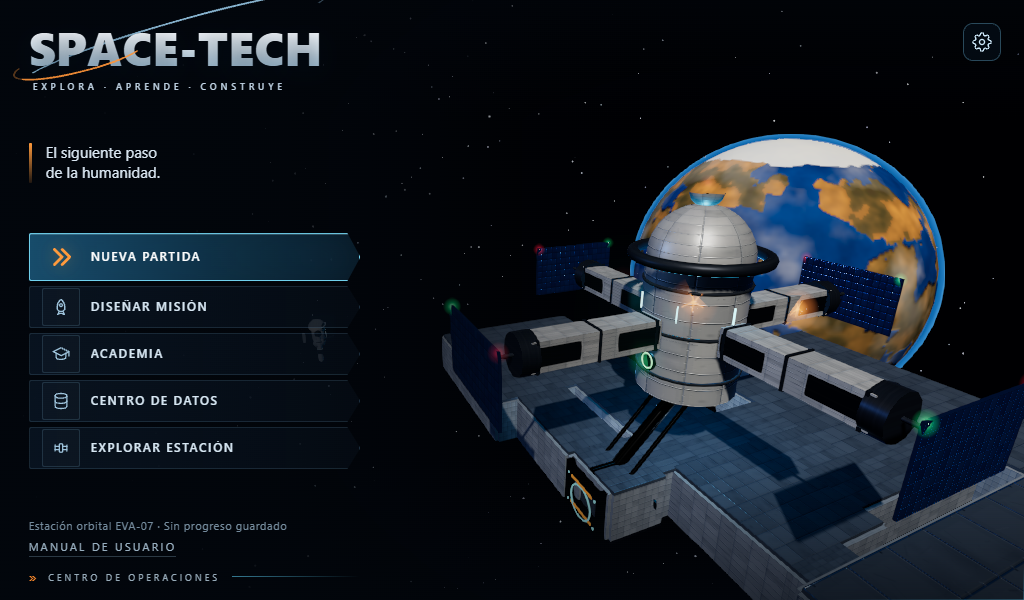 SPACE-TECH
EXPLORA · APRENDE · CONSTRUYE
El siguiente paso
de la humanidad.
NUEVA PARTIDA
DISEÑAR MISIÓN
ACADEMIA
CENTRO DE DATOS
EXPLORAR ESTACIÓN
Estación orbital EVA-07 · Sin progreso guardado
MANUAL DE USUARIO
» CENTRO DE OPERACIONES